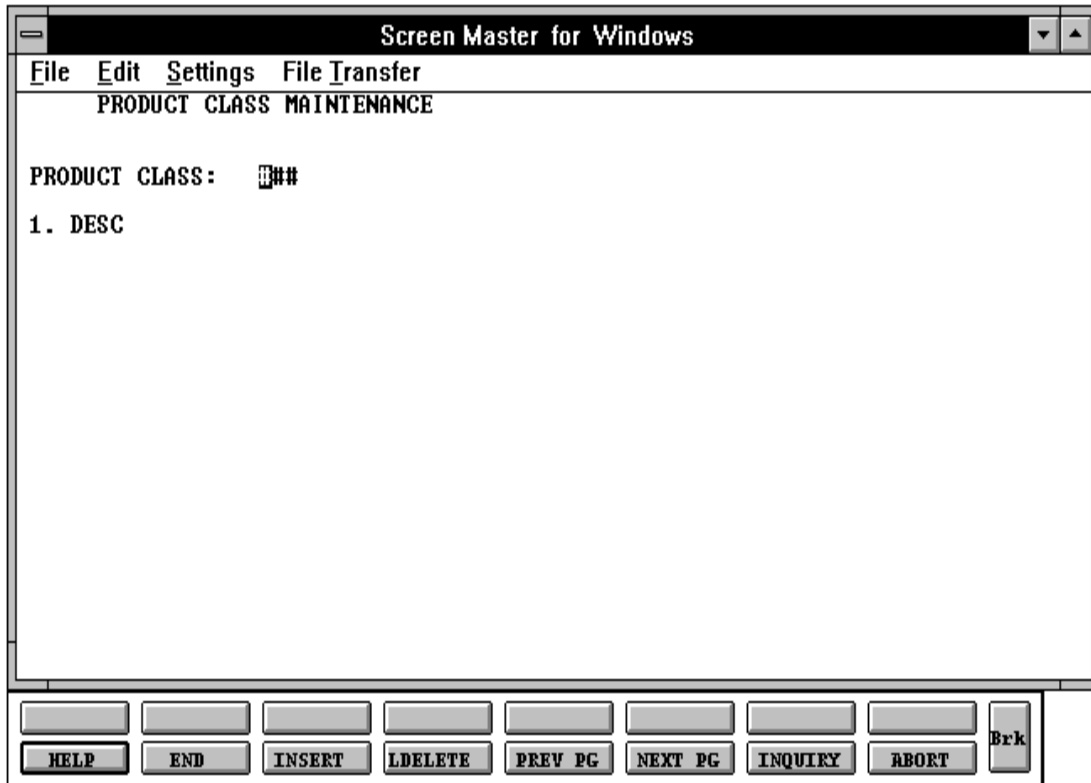 Screen Master for Windows
File Edit Settings File Transfer
PRODUCT CLASS MAINTENANCE
PRODUCT CLASS: ###
1. DESC
Brk
HELP END INSERT LDELETE PREV PG NEXT PG INQUIRY ABORT